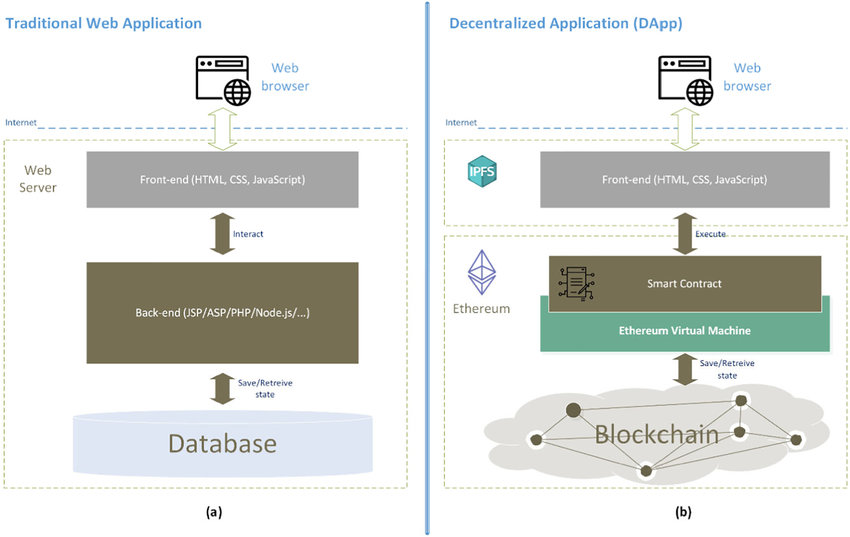 Traditional Web Application
Web
browser
Internet
Web
Server
Front-end (HTML, CSS, JavaScript)
Interact
Back-end (JSP/ASP/PHP/Node.js/...)
Save/Retreive
state
Database
(a)
Decentralized Application (DApp)
Web
browser
Internet
IPFS
Front-end (HTML, CSS, JavaScript)
Execute
Ethereum
Smart Contract
Ethereum Virtual Machine
Save/Retreive
state
Blockchain
(b)